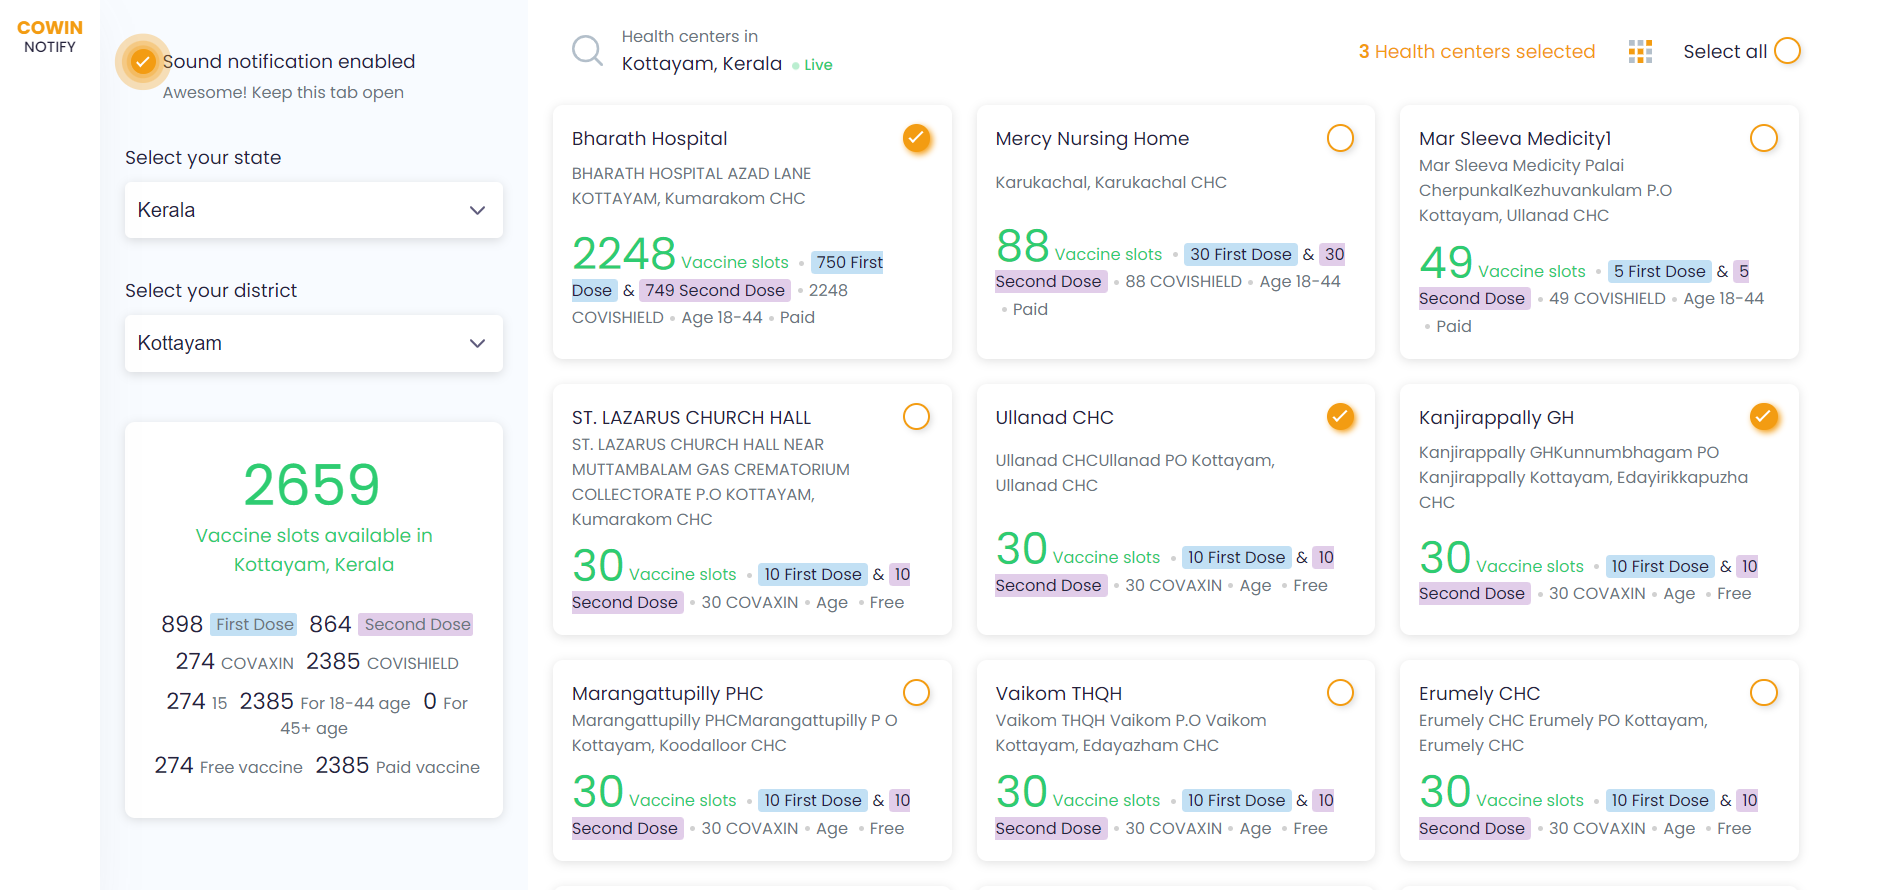 COWIN
NOTIFY
Sound notification enabled
Awesome! Keep this tab open
Select your state
Kerala
Select your district
Kottayam
2659
Vaccine slots available in
Kottayam, Kerala
898 First Dose 864 Second Dose
274 COVAXIN 2385 COVISHIELD
274 15 2385 For 18-44 age 0 For
45+ age
274 Free vaccine 2385 Paid vaccine
Health centers in
Kottayam, Kerala Live
3 Health centers selected
Select all
Bharath Hospital
BHARATH HOSPITAL AZAD LANE
KOTTAYAM, Kumarakom CHC
2248 Vaccine slots • 750 First
Dose & 749 Second Dose • 2248
COVISHIELD • Age 18-44 • Paid
Mercy Nursing Home
Karukachal, Karukachal CHC
88 Vaccine slots • 30 First Dose & 30
Second Dose • 88 COVISHIELD • Age 18-44
• Paid
Mar Sleeva Medicity1
Mar Sleeva Medicity Palai
CherpunkalKezhuvankulam P.O
Kottayam, Ullanad CHC
49 Vaccine slots • 5 First Dose & 5
Second Dose • 49 COVISHIELD • Age 18-44
• Paid
ST. LAZARUS CHURCH HALL
ST. LAZARUS CHURCH HALL NEAR
MUTTAMBALAM GAS CREMATORIUM
COLLECTORATE P.O KOTTAYAM,
Kumarakom CHC
30 Vaccine slots • 10 First Dose & 10
Second Dose • 30 COVAXIN • Age • Free
Ullanad CHC
Ullanad CHCUllanad PO Kottayam,
Ullanad CHC
30 Vaccine slots • 10 First Dose & 10
Second Dose • 30 COVAXIN • Age • Free
Kanjirappally GH
Kanjirappally GHKunnumbhagam PO
Kanjirappally Kottayam, Edayirikkapuzha
CHC
30 Vaccine slots • 10 First Dose & 10
Second Dose • 30 COVAXIN • Age • Free
Marangattupilly PHC
Marangattupilly PHCMarangattupilly P O
Kottayam, Koodalloor CHC
30 Vaccine slots • 10 First Dose & 10
Second Dose • 30 COVAXIN • Age • Free
Vaikom THQH
Vaikom THQH Vaikom P.O Vaikom
Kottayam, Edayazham CHC
30 Vaccine slots • 10 First Dose & 10
Second Dose • 30 COVAXIN • Age • Free
Erumely CHC
Erumely CHC Erumely PO Kottayam,
Erumely CHC
30 Vaccine slots • 10 First Dose & 10
Second Dose • 30 COVAXIN • Age • Free